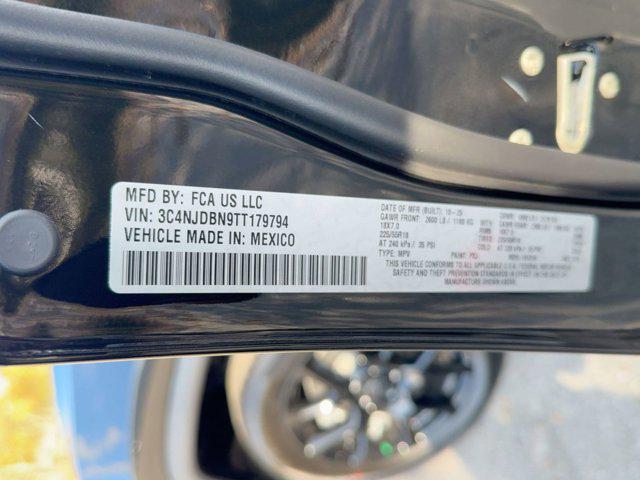 MFD BY: FCA US LLC
VIN: 3C4NJDBN9TT179794
VEHICLE MADE IN: MEXICO
DATE OF MFR (BUILT): 10-25
GAWR FRONT: 2600 LB / 1180 KG
18X7.0
225/55R18
AT 240 kPa / 35 PSI
TYPE: MPV
PAINT: PXJ
THIS VEHICLE CONFORMS TO ALL APPLICABLE U.S.A. FEDERAL MOTOR VEHICLE
SAFETY AND THEFT PREVENTION STANDARDS IN EFFECT ON THE DATE OF
MANUFACTURE SHOWN ABOVE